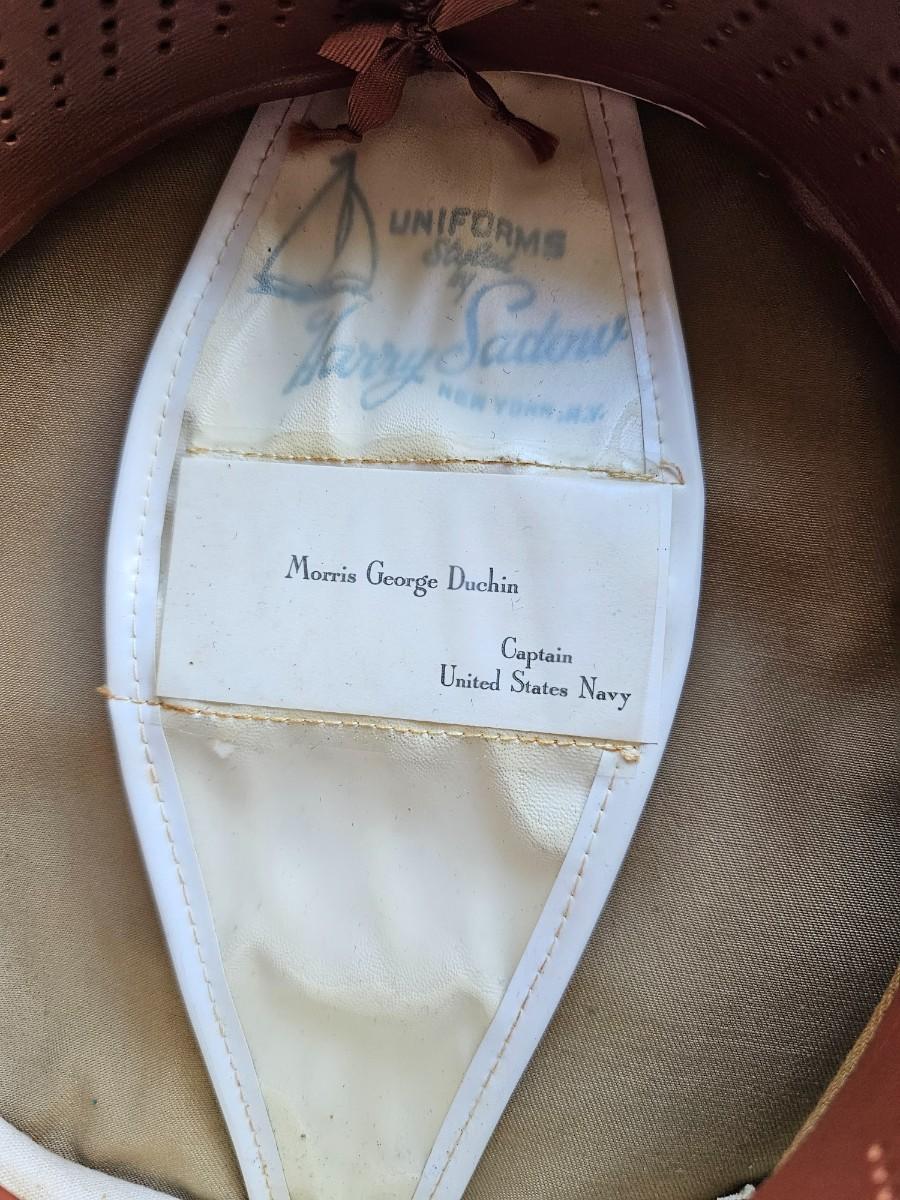 UNIFORMS
Styled
by
Harry Sadow
NEW YORK, N.Y.
Morris George Duchin
Captain
United States Navy